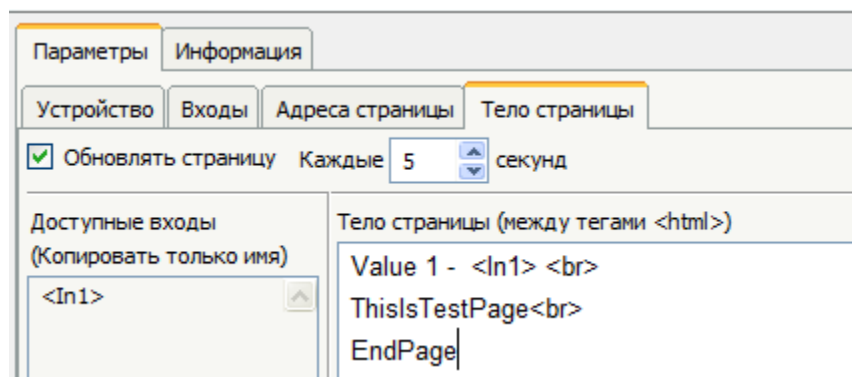 Параметры Информация
Устройство Входы Адреса страницы Тело страницы
Обновлять страницу Каждые 5 секунд
Доступные входы
(Копировать только имя)
<In1>
Тело страницы (между тегами <html>)
Value 1 - <In1> <br>
ThisIsTestPage<br>
EndPage